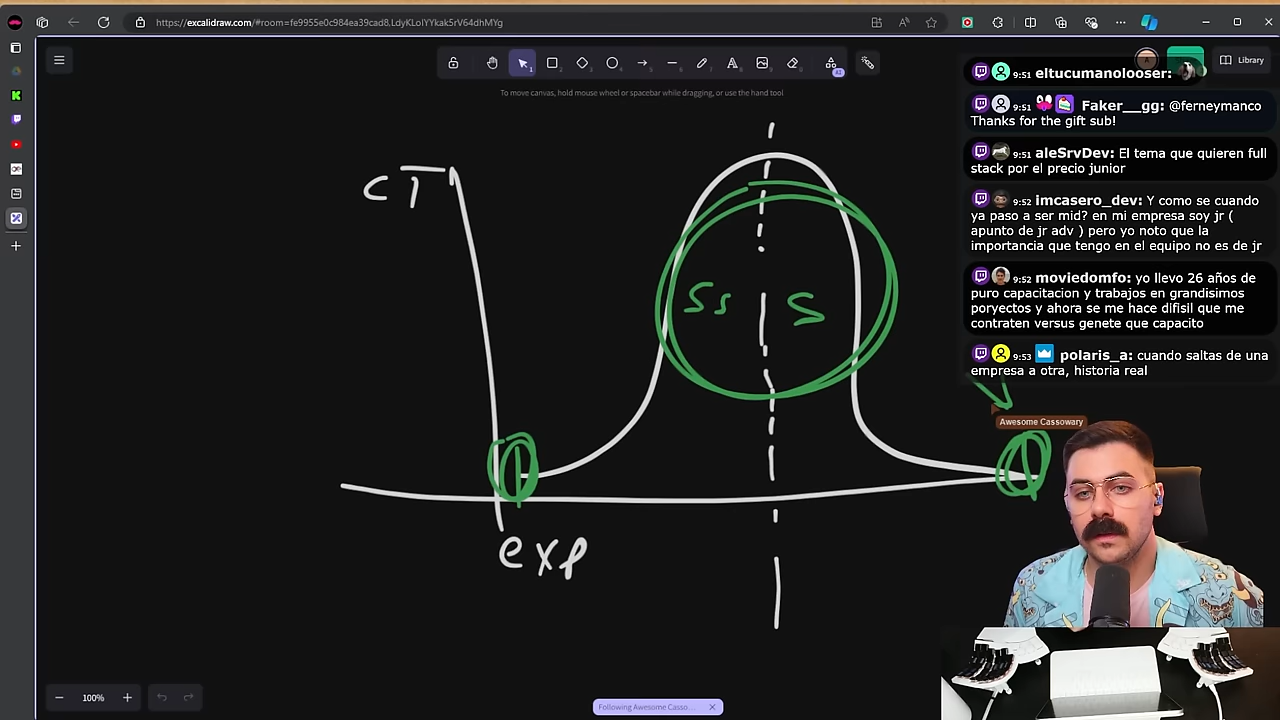 https://excalidraw.com/#room=fe9955e0c984ea39cad8.LdyKLoIYYkak5rV64dhMYg
1
8
AI
Library
To move canvas, hold mouse wheel or spacebar while dragging, or use the hand tool
9:51 eltucumanolooser:
9:51 Faker__gg: @ferneymanco
Thanks for the gift sub!
9:51 aleSrvDev: El tema que quieren full
stack por el precio junior
9:52 imcasero_dev: Y como se cuando
ya paso a ser mid? en mi empresa soy jr (
apunto de jr adv ) pero yo noto que la
importancia que tengo en el equipo no es de jr
9:52 moviedomfo: yo llevo 26 años de
puro capacitacion y trabajos en grandisimos
poryectos y ahora se me hace difisil que me
contraten versus genete que capacito
9:53 polaris_a: cuando saltas de una
empresa a otra, historia real
CT
Ss
S
Awesome Cassowary
exp
100%
Following Awesome Casso...